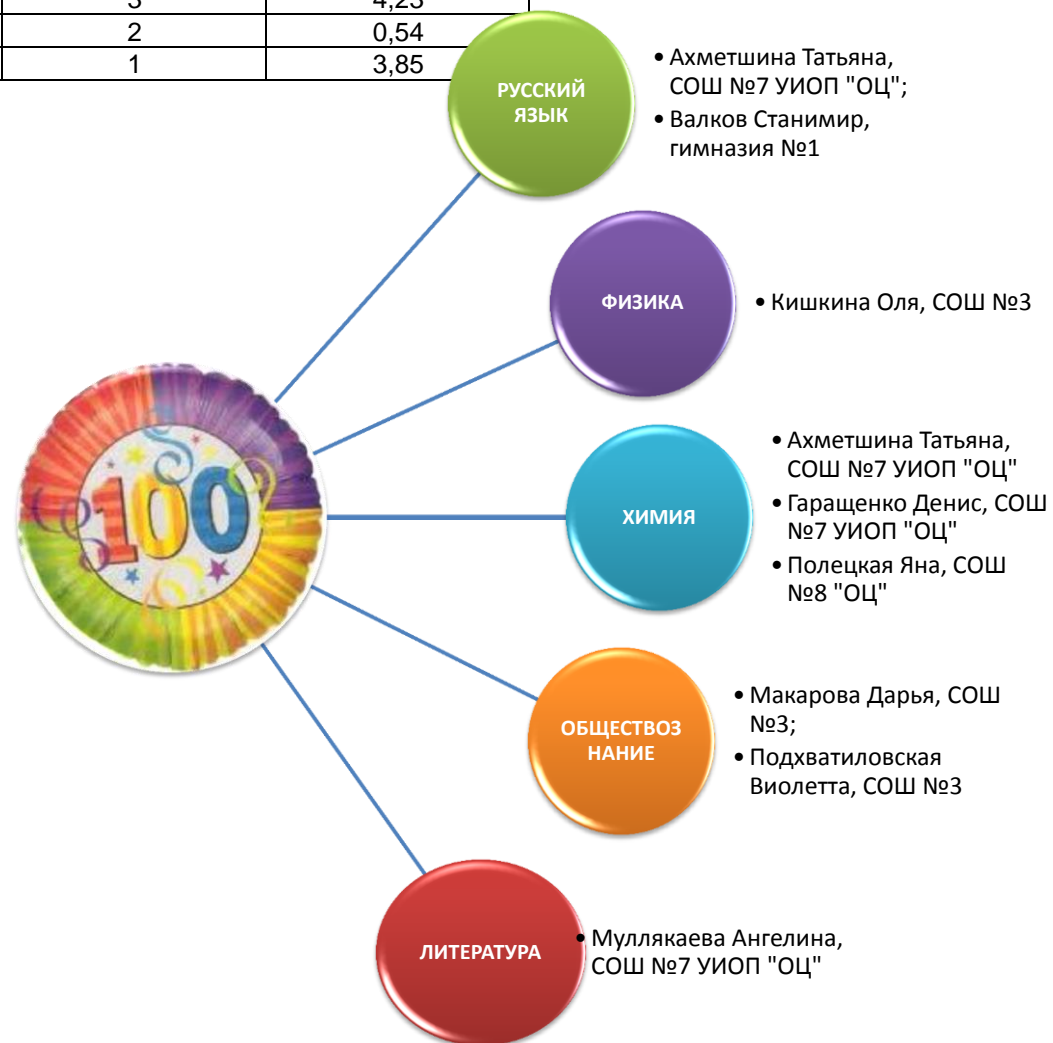 3 4,23
2 0,54
1 3,85
РУССКИЙ
ЯЗЫК
• Ахметшина Татьяна,
СОШ №7 УИОП "ОЦ";
• Валков Станимир,
гимназия №1
ФИЗИКА
• Кишкина Оля, СОШ №3
100
ХИМИЯ
• Ахметшина Татьяна,
СОШ №7 УИОП "ОЦ"
• Гаращенко Денис, СОШ
№7 УИОП "ОЦ"
• Полецкая Яна, СОШ
№8 "ОЦ"
ОБЩЕСТВОЗ
НАНИЕ
• Макарова Дарья, СОШ
№3;
• Подхватиловская
Виолетта, СОШ №3
ЛИТЕРАТУРА
• Муллякаева Ангелина,
СОШ №7 УИОП "ОЦ"